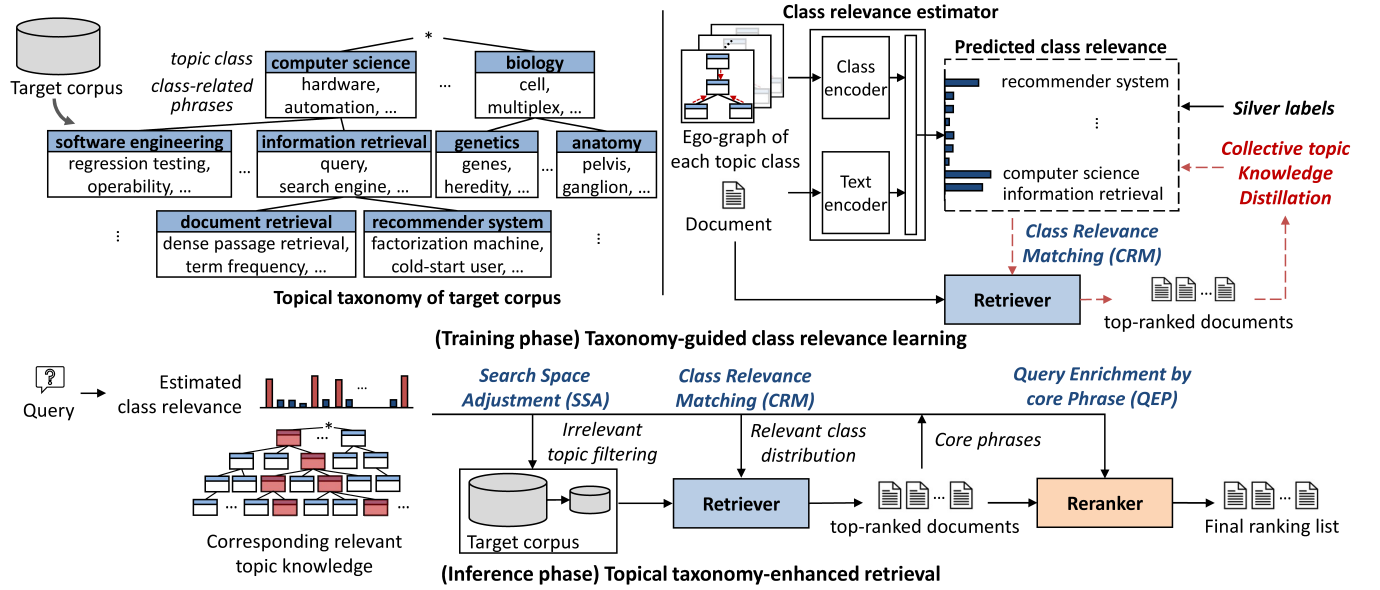 Target corpus
topic class
class-related
phrases
*
computer science
hardware,
automation, ...
...
biology
cell,
multiplex, ...
software engineering
regression testing,
operability, ...
...
information retrieval
query,
search engine, ...
genetics
genes,
heredity, ...
...
anatomy
pelvis,
ganglion, ...
...
document retrieval
dense passage retrieval,
term frequency, ...
recommender system
factorization machine,
cold-start user, ...
...
Topical taxonomy of target corpus
Class relevance estimator
Ego-graph of
each topic class
Document
Class
encoder
Text
encoder
Predicted class relevance
recommender system
...
computer science
information retrieval
Silver labels
Collective topic
Knowledge
Distillation
Class Relevance
Matching (CRM)
Retriever
...
top-ranked documents
(Training phase) Taxonomy-guided class relevance learning
?
Query
Estimated
class relevance
...
*
...
...
...
...
Corresponding relevant
topic knowledge
Search Space
Adjustment (SSA)
Class Relevance
Matching (CRM)
Query Enrichment by
core Phrase (QEP)
Irrelevant
topic filtering
Relevant class
distribution
Core phrases
Target corpus
Retriever
...
top-ranked documents
Reranker
...
Final ranking list
(Inference phase) Topical taxonomy-enhanced retrieval